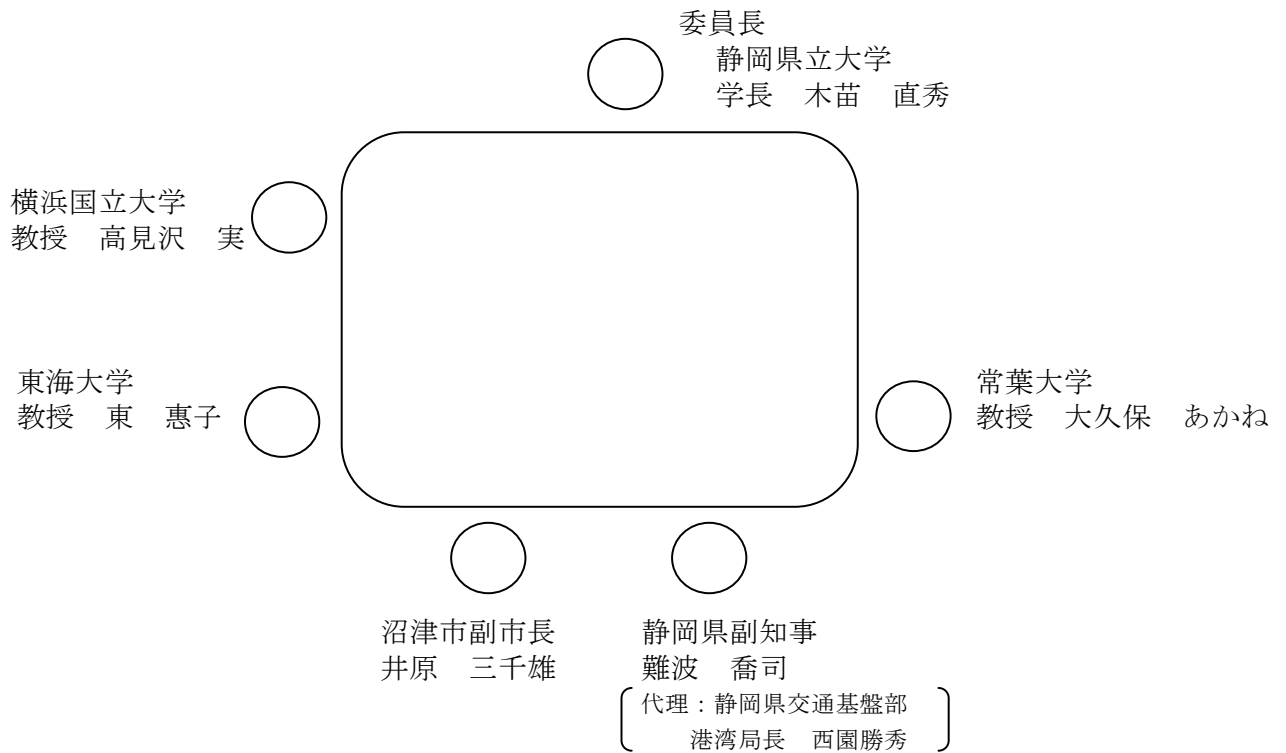 委員長
静岡県立大学
学長　木苗　直秀
横浜国立大学
教授　高見沢　実
東海大学
教授　東　惠子
常葉大学
教授　大久保　あかね
沼津市副市長
井原　三千雄
静岡県副知事
難波　喬司
代理：静岡県交通基盤部
港湾局長　西園勝秀